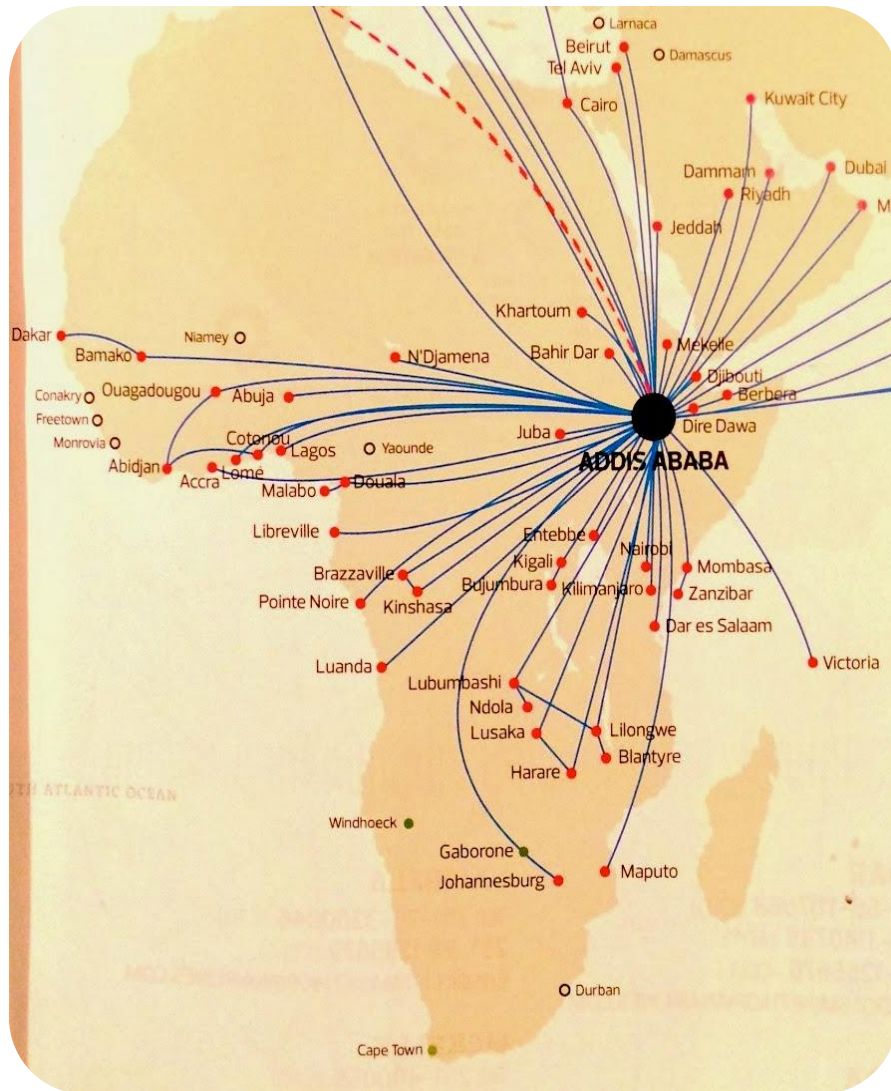 Larnaca
Beirut
Damascus
Tel Aviv
Cairo
Kuwait City
Dammam
Dubai
Riyadh
M
Jeddah
Khartoum
Dakar
Niamey
Mekelle
Bamako
N'Djamena
Bahir Dar
Djibouti
Ouagadougou
Abuja
Berbera
Conakry
Freetown
Dire Dawa
Juba
Monrovia
Cotonou
Lagos
Yaounde
ADDIS ABABA
Abidjan
Lomé
Accra
Malabo
Douala
Libreville
Entebbe
Nairobi
Kigali
Mombasa
Brazzaville
Bujumbura
Kilimanjaro
Zanzibar
Pointe Noire
Kinshasa
Dar es Salaam
Luanda
Victoria
Lubumbashi
Ndola
Lusaka
Lilongwe
Blantyre
Harare
TH ATLANTIC OCEAN
Windhoeck
Gaborone
Maputo
Johannesburg
Durban
Cape Town